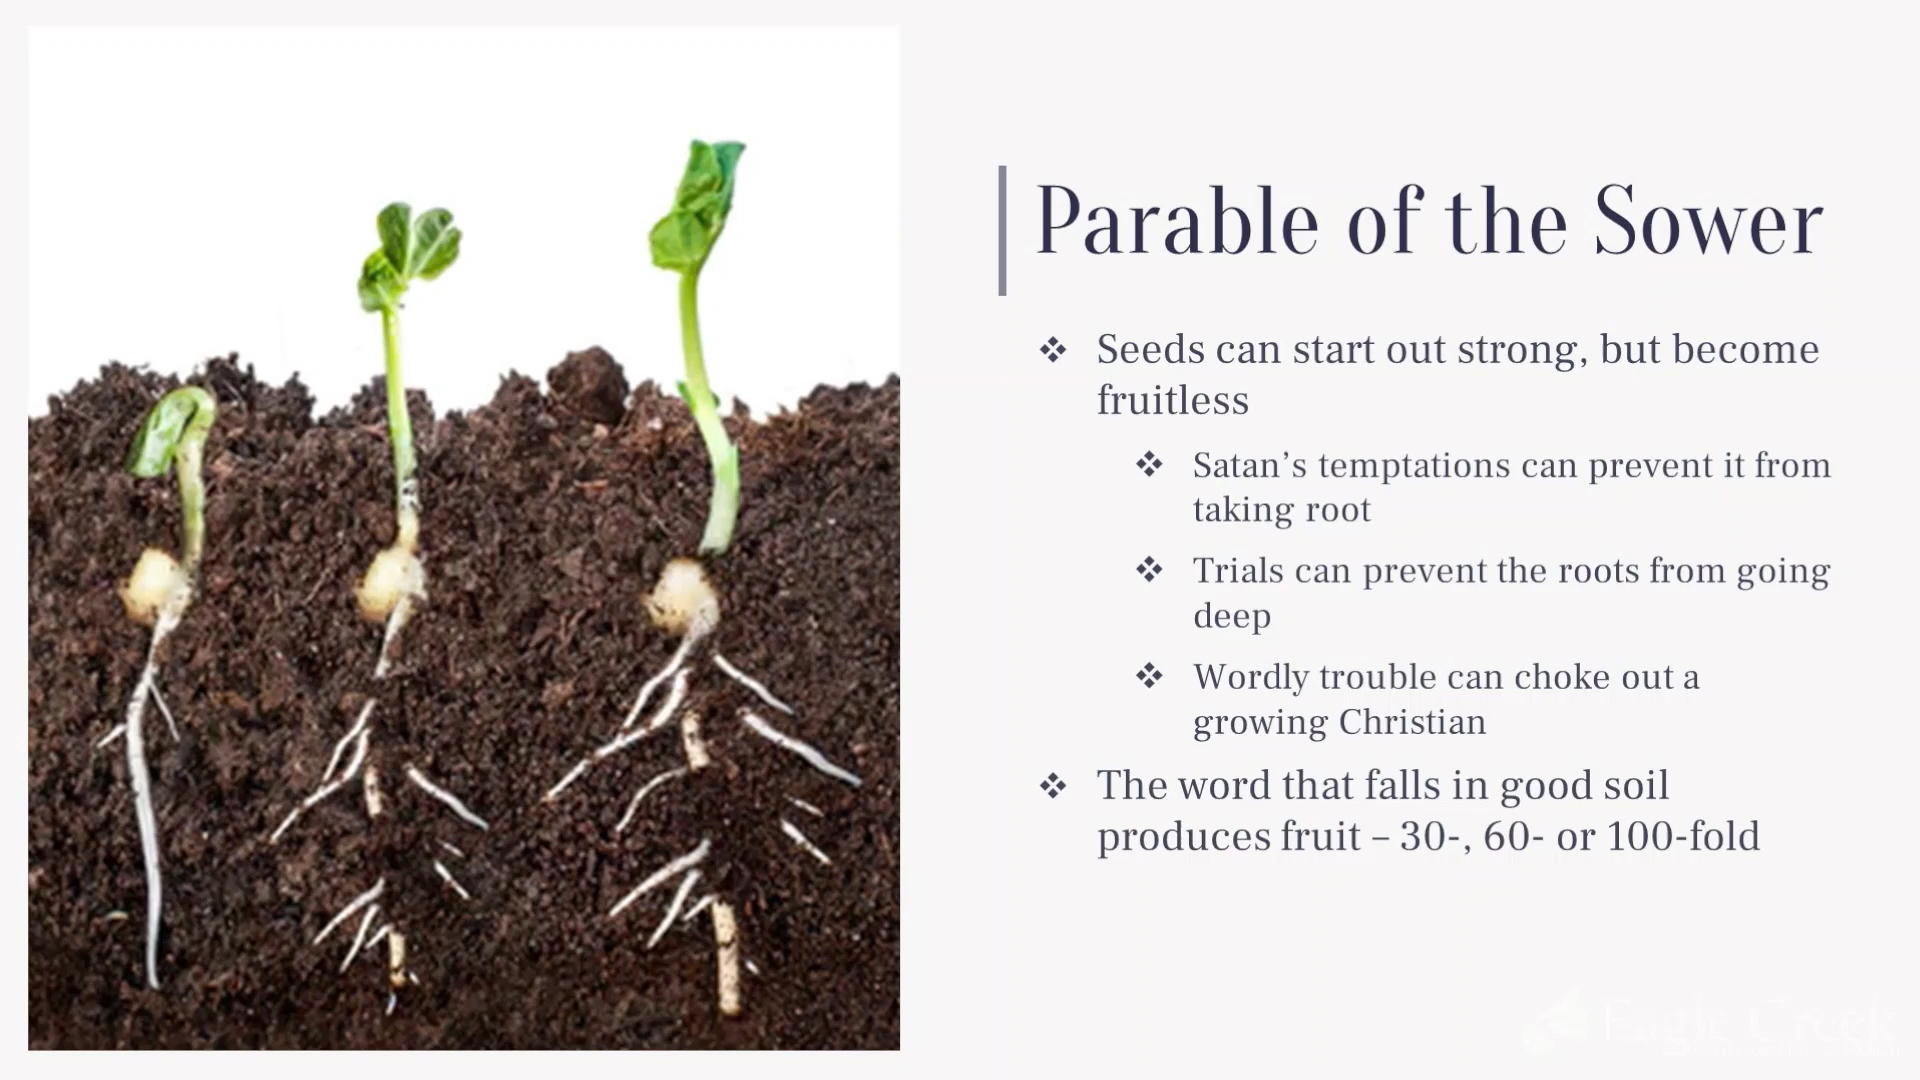 Parable of the Sower
❖ Seeds can start out strong, but become
fruitless
❖ Satan’s temptations can prevent it from
taking root
❖ Trials can prevent the roots from going
deep
❖ Wordly trouble can choke out a
growing Christian
❖ The word that falls in good soil
produces fruit – 30-, 60- or 100-fold
Eagle Creek